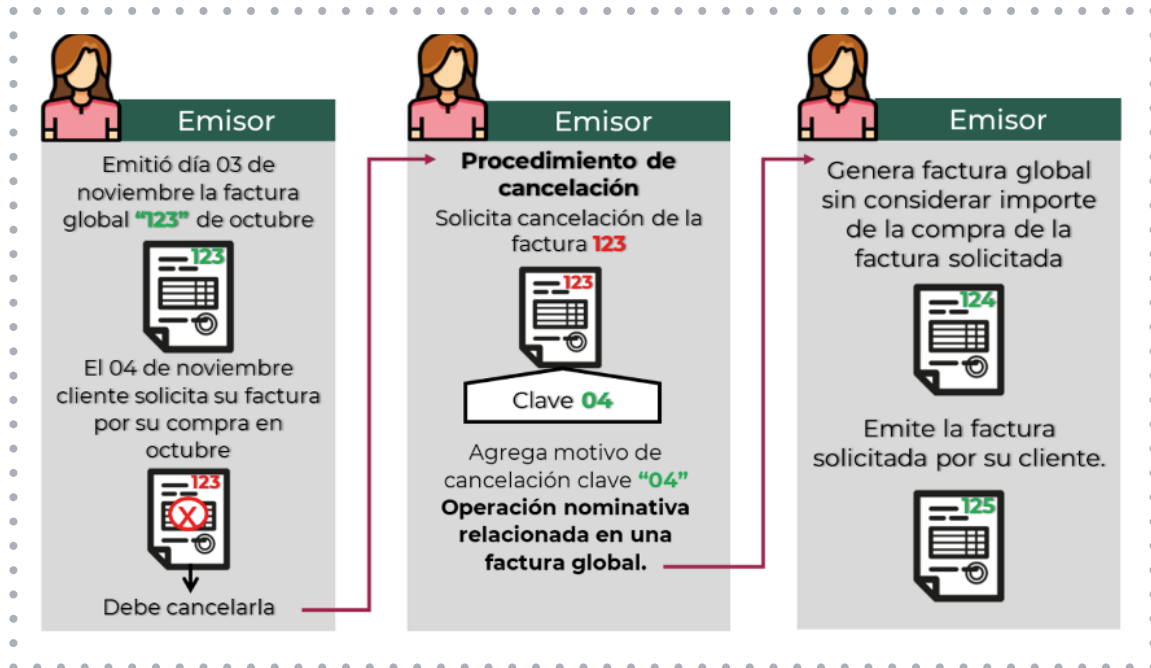 Emisor
Emitió día 03 de
noviembre la factura
global “123” de octubre
123
El 04 de noviembre
cliente solicita su factura
por su compra en
octubre
123
X
Debe cancelarla
Emisor
Procedimiento de
cancelación
Solicita cancelación de la
factura 123
123
Clave 04
Agrega motivo de
cancelación clave “04”
Operación nominativa
relacionada en una
factura global.
Emisor
Genera factura global
sin considerar importe
de la compra de la
factura solicitada
124
Emite la factura
solicitada por su cliente.
125